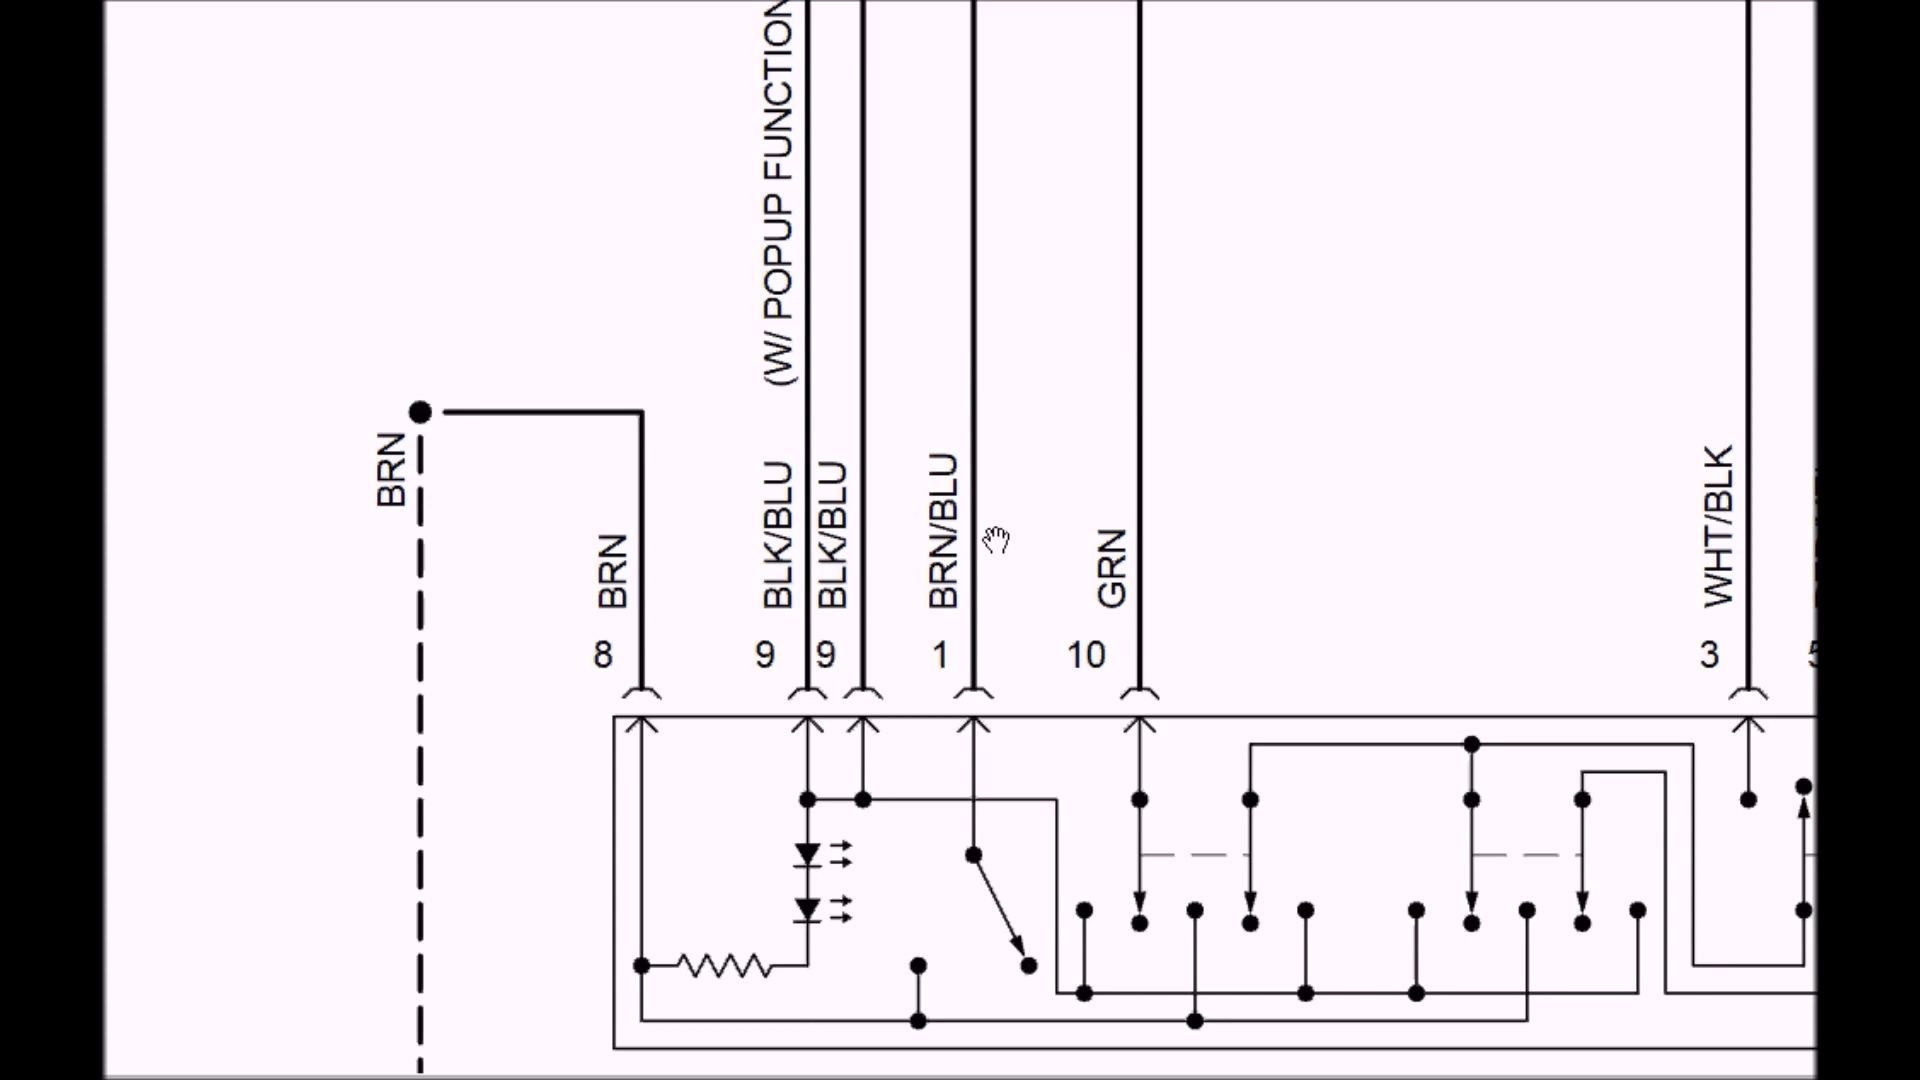 (W/ POPUP FUNCTION
BRN
BRN
BLK/BLU
BLK/BLU
BRN/BLU
GRN
WHT/BLK
8
9
9
1
10
3
5